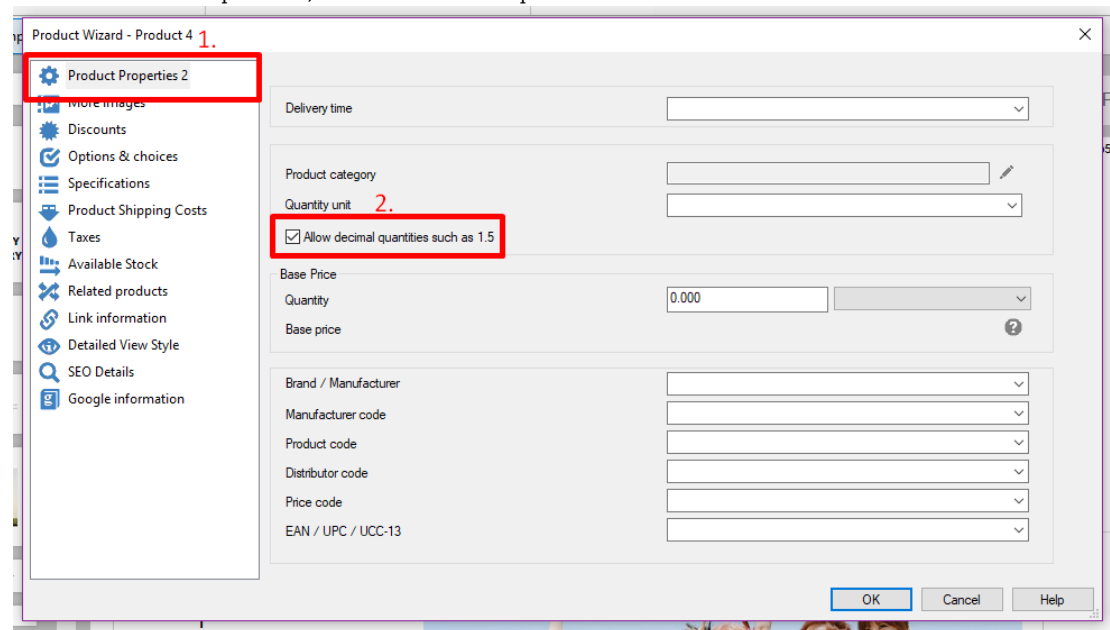 Product Wizard - Product 4
1.
Product Properties 2
More Images
Discounts
Options & choices
Specifications
Product Shipping Costs
Taxes
Available Stock
Related products
Link information
Detailed View Style
SEO Details
Google information
Delivery time
Product category
Quantity unit
2.
Allow decimal quantities such as 1.5
Base Price
Quantity
0.000
Base price
?
Brand / Manufacturer
Manufacturer code
Product code
Distributor code
Price code
EAN / UPC / UCC-13
OK
Cancel
Help